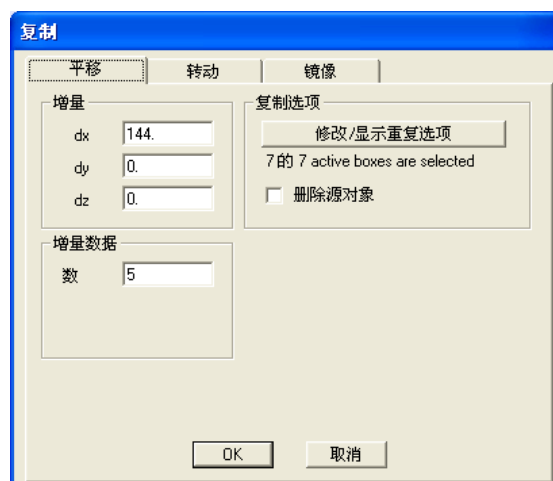 复制
平移 转动 镜像
增量
dx 144.
dy 0.
dz 0.
复制选项
修改/显示重复选项
7的 7 active boxes are selected
删除源对象
增量数据
数 5
OK 取消